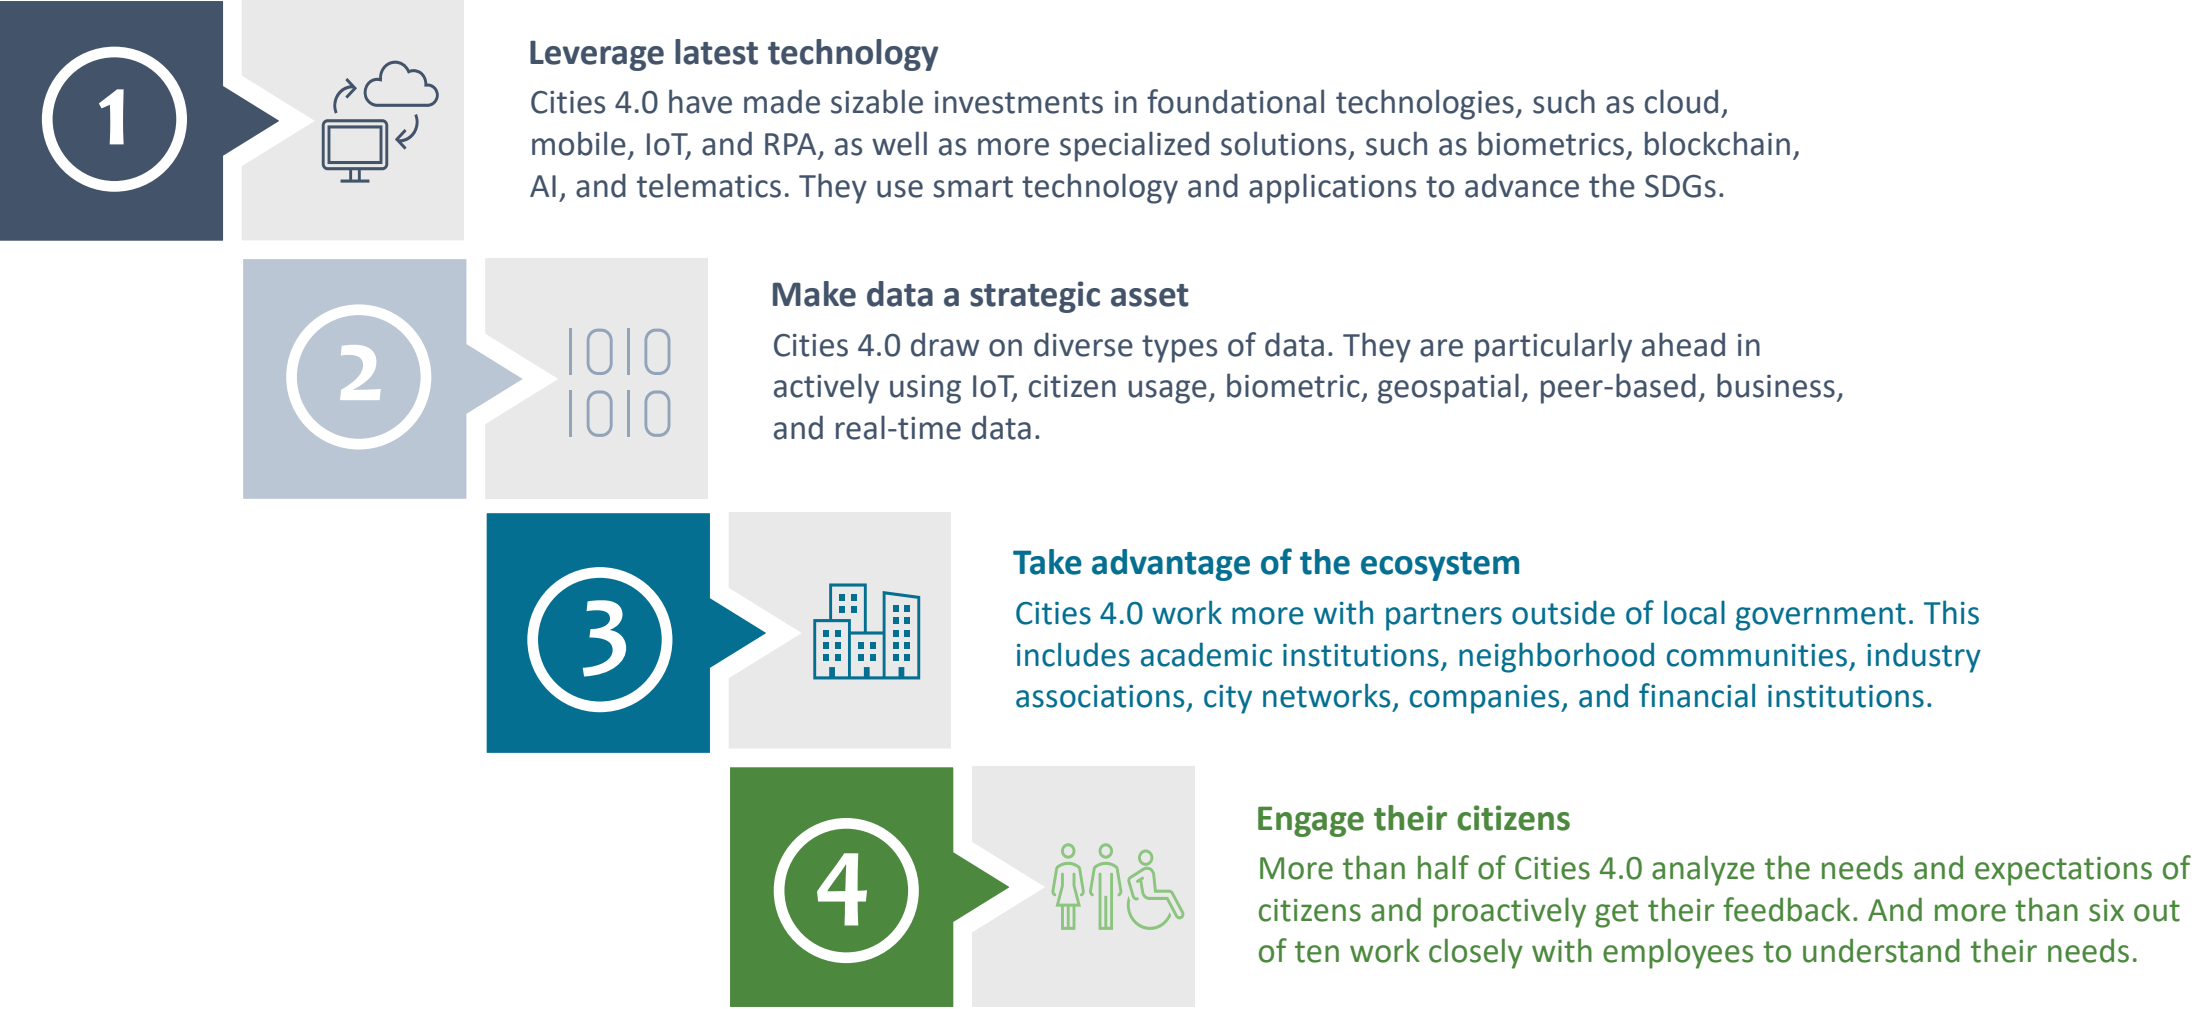 1
Leverage latest technology
Cities 4.0 have made sizable investments in foundational technologies, such as cloud,
mobile, IoT, and RPA, as well as more specialized solutions, such as biometrics, blockchain,
AI, and telematics. They use smart technology and applications to advance the SDGs.
2
1010
1010
Make data a strategic asset
Cities 4.0 draw on diverse types of data. They are particularly ahead in
actively using IoT, citizen usage, biometric, geospatial, peer-based, business,
and real-time data.
3
Take advantage of the ecosystem
Cities 4.0 work more with partners outside of local government. This
includes academic institutions, neighborhood communities, industry
associations, city networks, companies, and financial institutions.
4
Engage their citizens
More than half of Cities 4.0 analyze the needs and expectations of
citizens and proactively get their feedback. And more than six out
of ten work closely with employees to understand their needs.